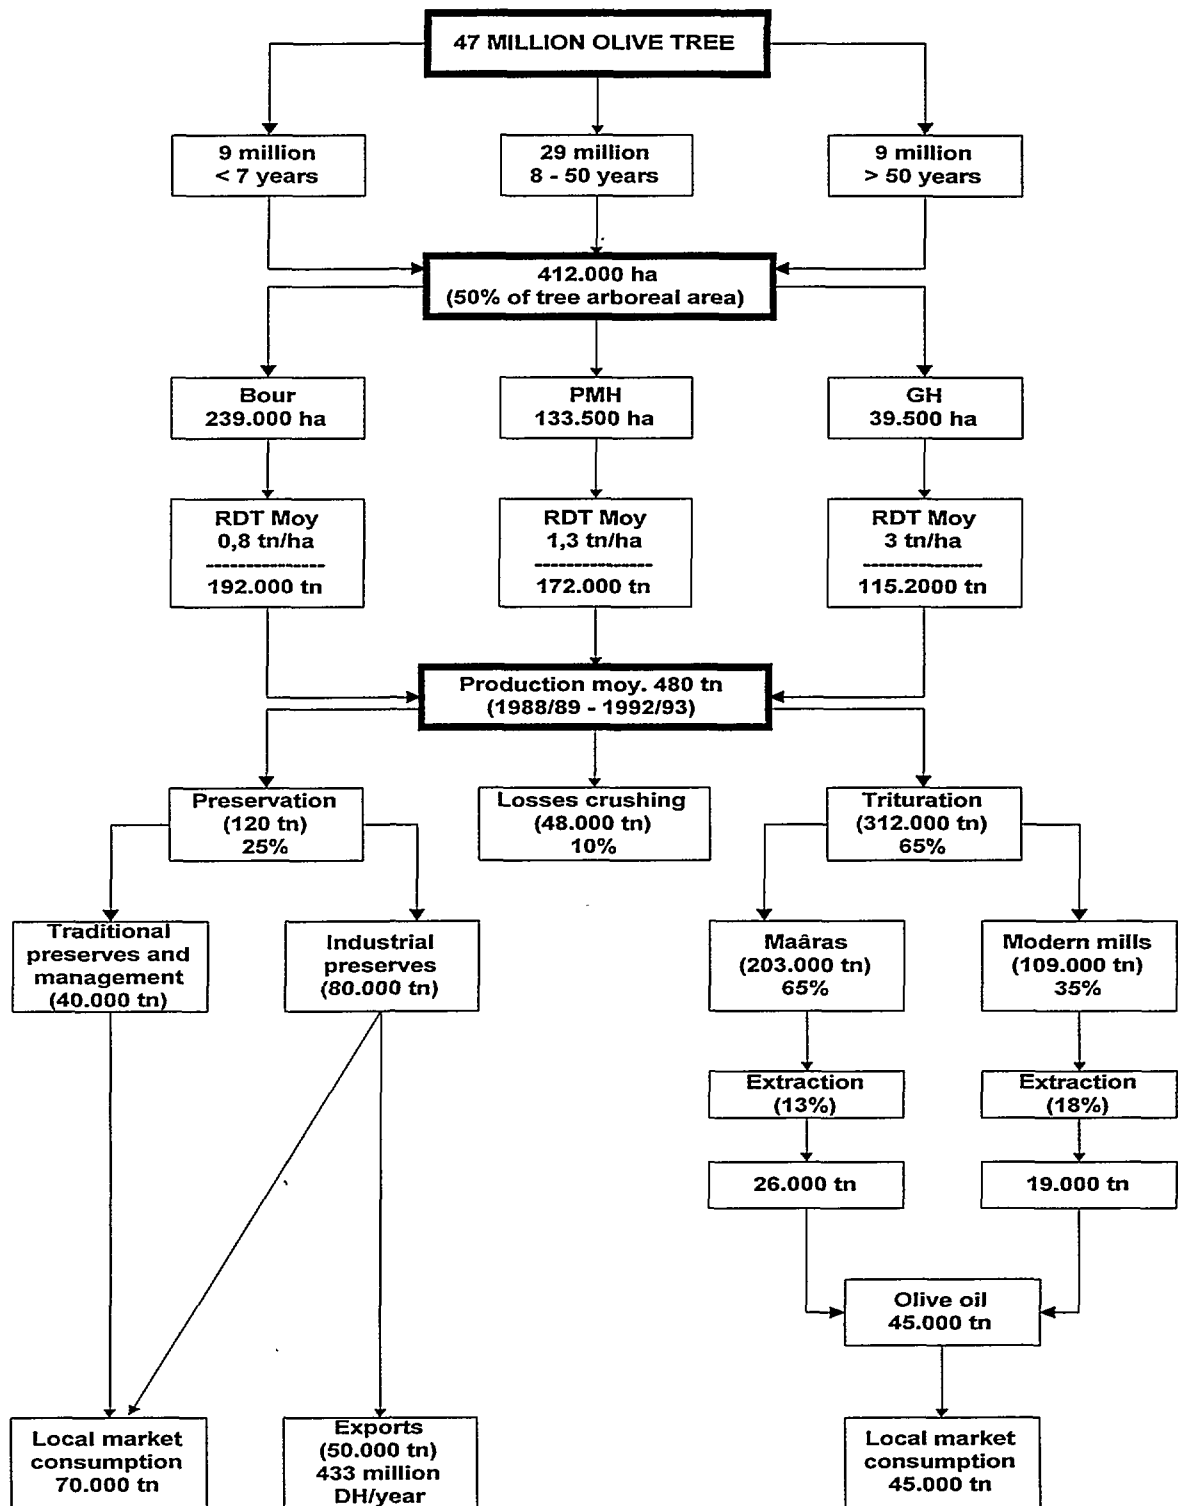 47 MILLION OLIVE TREE
9 million
< 7 years
29 million
8 - 50 years
9 million
> 50 years
412.000 ha
(50% of tree arboreal area)
Bour
239.000 ha
PMH
133.500 ha
GH
39.500 ha
RDT Moy
0,8 tn/ha
---------------
192.000 tn
RDT Moy
1,3 tn/ha
---------------
172.000 tn
RDT Moy
3 tn/ha
---------------
115.2000 tn
Production moy. 480 tn
(1988/89 - 1992/93)
Preservation
(120 tn)
25%
Losses crushing
(48.000 tn)
10%
Trituration
(312.000 tn)
65%
Traditional
preserves and
management
(40.000 tn)
Industrial
preserves
(80.000 tn)
Maâras
(203.000 tn)
65%
Modern mills
(109.000 tn)
35%
Extraction
(13%)
Extraction
(18%)
26.000 tn
19.000 tn
Olive oil
45.000 tn
Local market
consumption
70.000 tn
Exports
(50.000 tn)
433 million
DH/year
Local market
consumption
45.000 tn